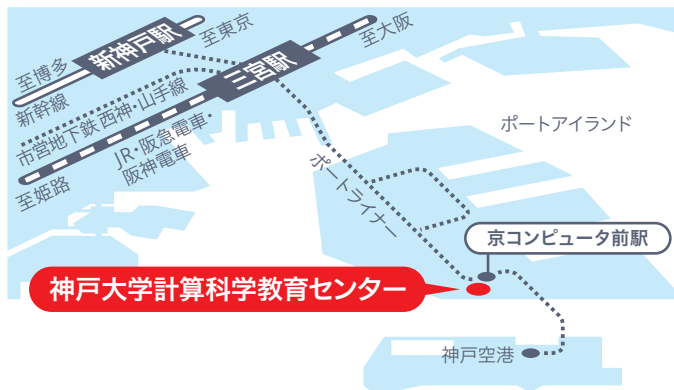 至博多
新神戸駅
至東京
新幹線
三宮駅
至大阪
市営地下鉄 西神・山手線
JR・阪急電車・
阪神電車
至姫路
ポートアイランド
ポートライナー
京コンピュータ前駅
神戸大学計算科学教育センター
神戸空港